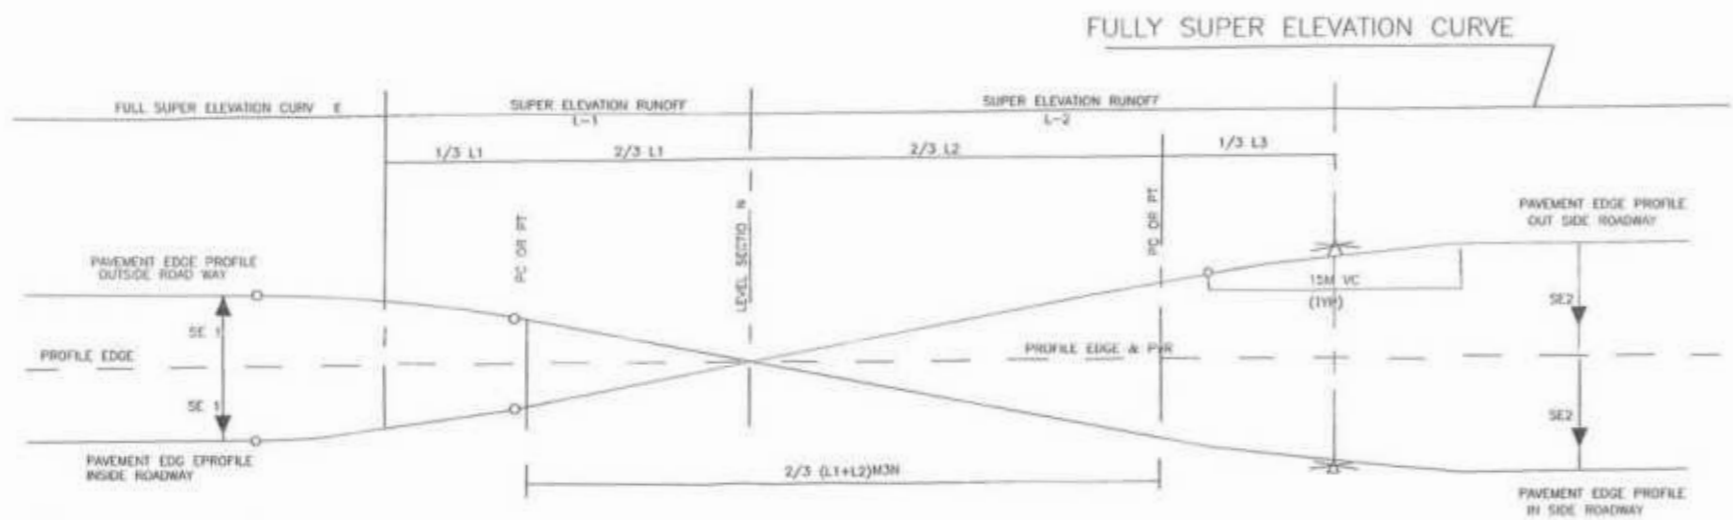 FULLY SUPER ELEVATION CURVE
FULL SUPER ELEVATION CURV E
SUPER ELEVATION RUNOFF
L-1
SUPER ELEVATION RUNOFF
L-2
1/3 L1
2/3 L1
2/3 L2
1/3 L3
PC OR PT
LEVEL SECTIO N
PC OR PT
PAVEMENT EDGE PROFILE
OUT SIDE ROADWAY
PAVEMENT EDGE PROFILE
OUTSIDE ROAD WAY
15M VC
(TYP)
SE 1
SE2
PROFILE EDGE
PROFILE EDGE & PVR
SE 1
SE2
PAVEMENT EDG EPROFILE
INSIDE ROADWAY
2/3 (L1+L2)M3N
PAVEMENT EDGE PROFILE
IN SIDE ROADWAY